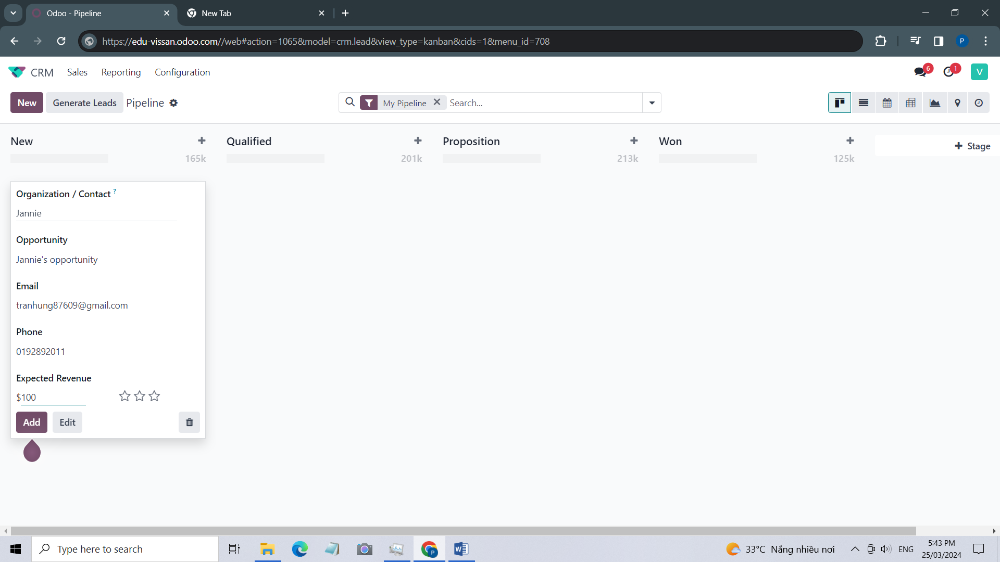 Odoo - Pipeline
New Tab
https://edu-vissan.odoo.com//web#action=1065&model=crm.lead&view_type=kanban&cids=1&menu_id=708
P
CRM Sales Reporting Configuration
6 1 V
New Generate Leads Pipeline My Pipeline Search...
New 165k
Qualified 201k
Proposition 213k
Won 125k
Stage
Organization / Contact ?
Jannie
Opportunity
Jannie's opportunity
Email
tranhung87609@gmail.com
Phone
0192892011
Expected Revenue
$100
Add Edit
Type here to search
33°C Nắng nhiều nơi
ENG
5:43 PM
25/03/2024